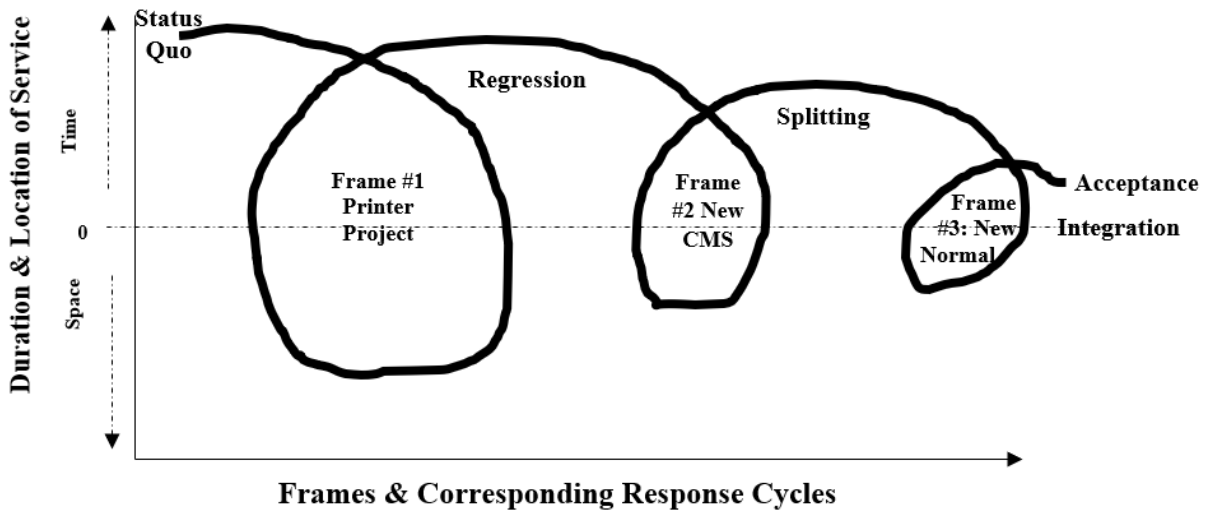 Status
Quo
Regression
Splitting
Duration & Location of Service
Time
0
Space
Frame #1
Printer
Project
Frame
#2 New
CMS
Frame
#3: New
Normal
Acceptance
Integration
Frames & Corresponding Response Cycles